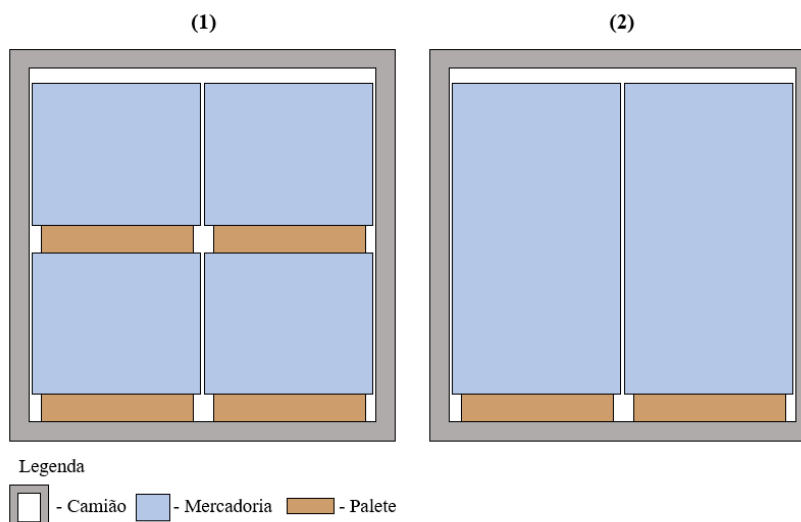 (1)
(2)
Legenda
- Camião
- Mercadoria
- Palete